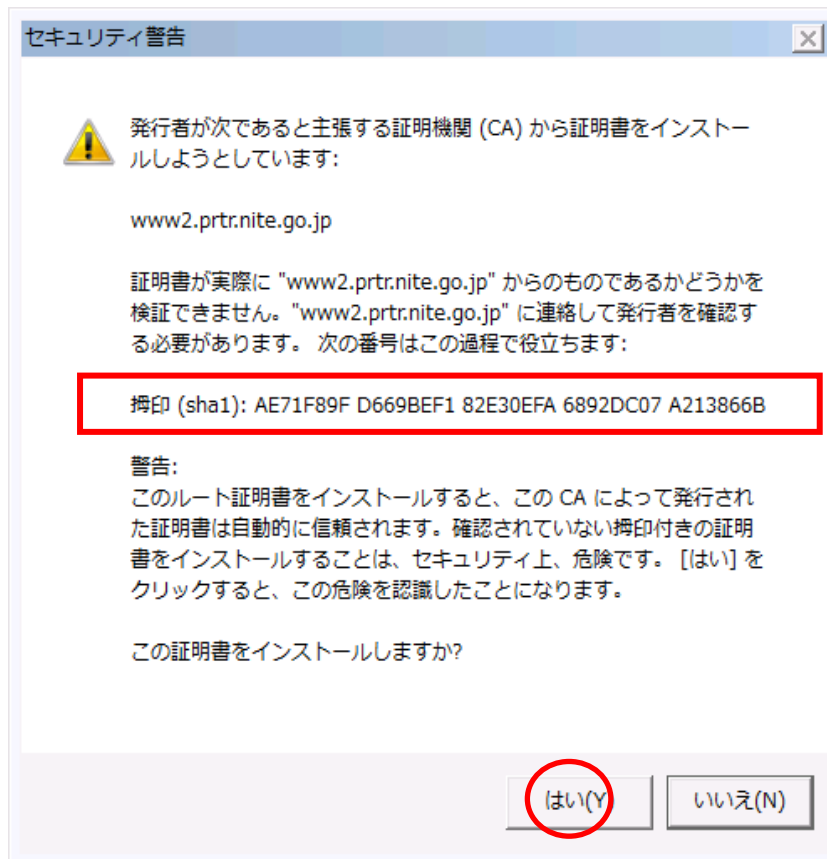 セキュリティ警告
発行者が次であると主張する証明機関 (CA) から証明書をインストー
ルしようとしています:
www2.prtr.nite.go.jp
証明書が実際に "www2.prtr.nite.go.jp" からのものであるかどうかを
検証できません。"www2.prtr.nite.go.jp" に連絡して発行者を確認す
る必要があります。 次の番号はこの過程で役立ちます:
拇印 (sha1): AE71F89F D669BEF1 82E30EFA 6892DC07 A213866B
警告:
このルート証明書をインストールすると、この CA によって発行され
た証明書は自動的に信頼されます。確認されていない拇印付きの証明
書をインストールすることは、セキュリティ上、危険です。 [はい] を
クリックすると、この危険を認識したことになります。
この証明書をインストールしますか?
はい(Y
いいえ(N)